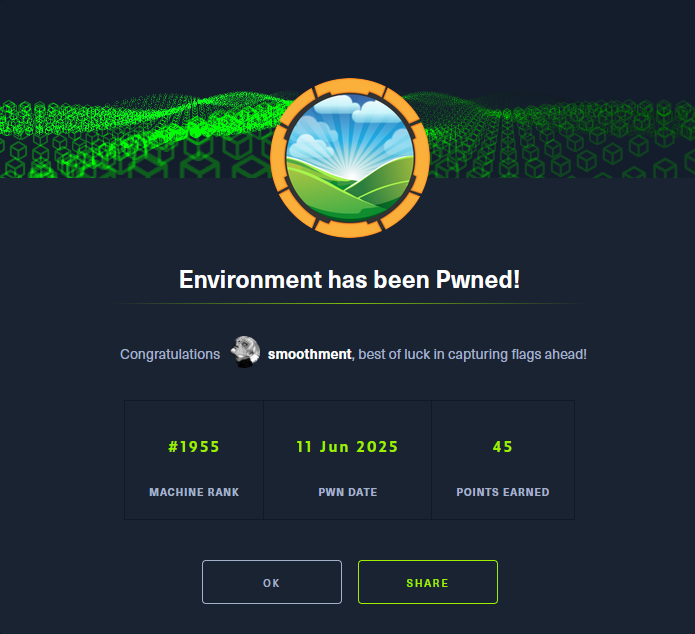 Environment has been Pwned!
Congratulations smoothment, best of luck in capturing flags ahead!
#1955 11 Jun 2025 45
MACHINE RANK PWN DATE POINTS EARNED
OK SHARE